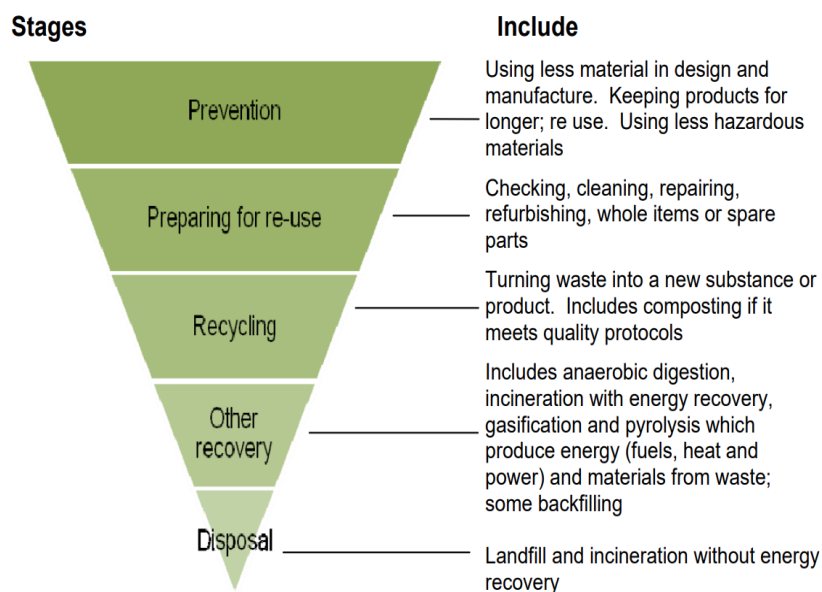 Stages
Include
Prevention
Using less material in design and
manufacture.  Keeping products for
longer; re use.  Using less hazardous
materials
Preparing for re-use
Checking, cleaning, repairing,
refurbishing, whole items or spare
parts
Recycling
Turning waste into a new substance or
product.  Includes composting if it
meets quality protocols
Other
recovery
Includes anaerobic digestion,
incineration with energy recovery,
gasification and pyrolysis which
produce energy (fuels, heat and
power) and materials from waste;
some backfilling
Disposal
Landfill and incineration without energy
recovery